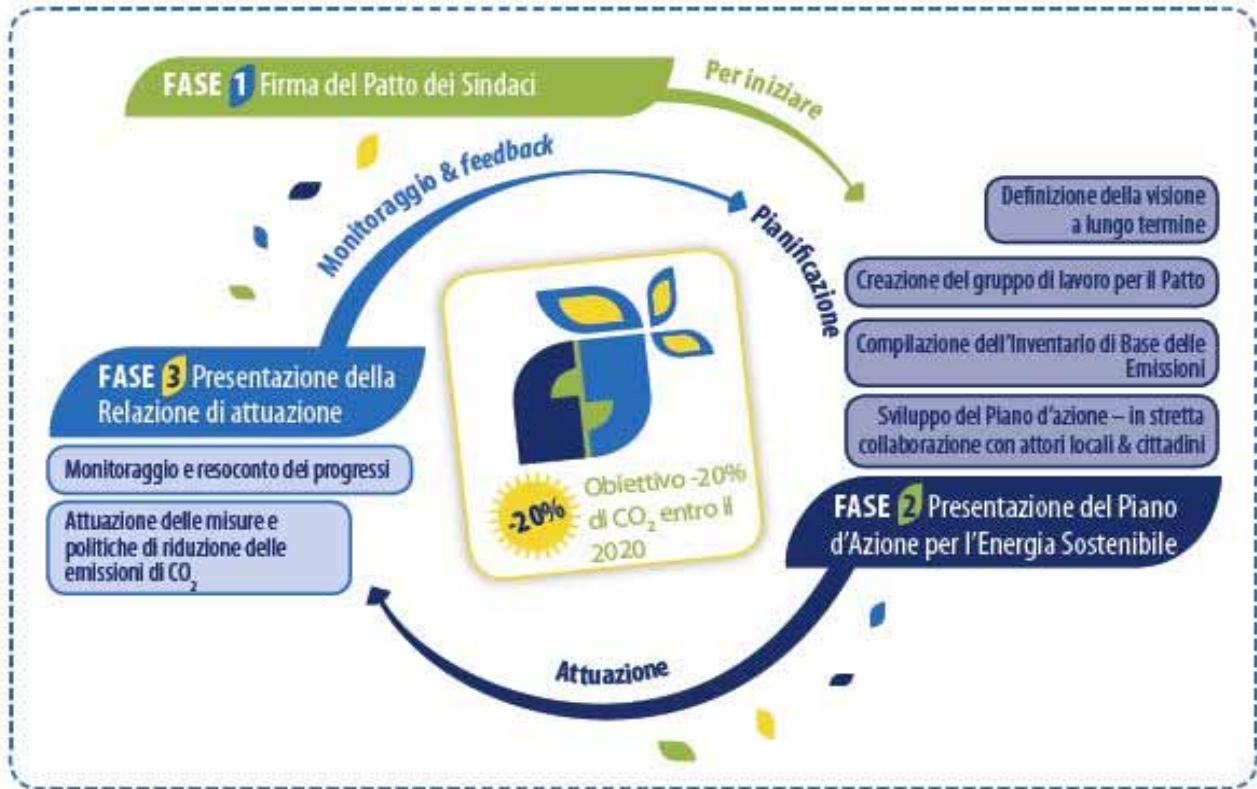 FASE 1 Firma del Patto dei Sindaci
Per iniziare
Monitoraggio & feedback
Pianificazione
Definizione della visione
a lungo termine
Creazione del gruppo di lavoro per il Patto
Compilazione dell'Inventario di Base delle
Emissioni
Sviluppo del Piano d'azione – in stretta
collaborazione con attori locali & cittadini
FASE 2 Presentazione del Piano
d'Azione per l'Energia Sostenibile
Attuazione
FASE 3 Presentazione della
Relazione di attuazione
Monitoraggio e resoconto dei progressi
Attuazione delle misure e
politiche di riduzione delle
emissioni di CO₂
-20%
Obiettivo -20%
di CO₂ entro il
2020